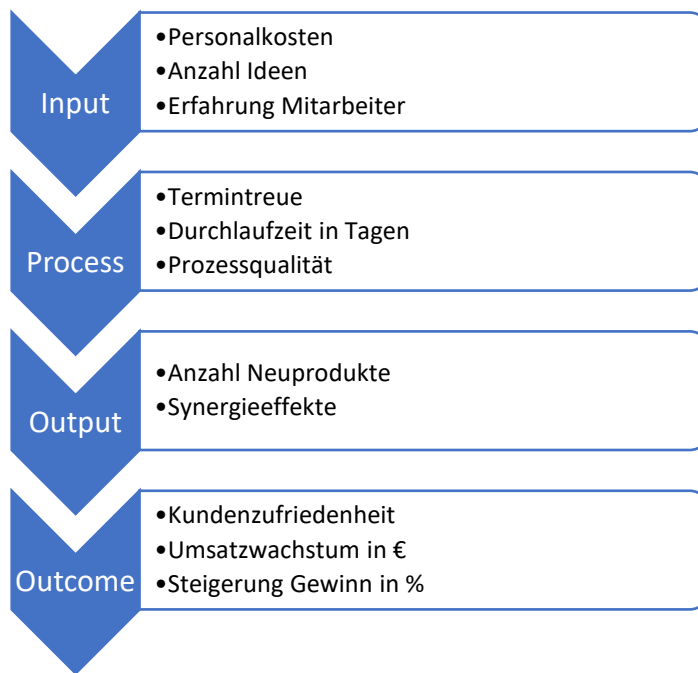 Input
•Personalkosten
•Anzahl Ideen
•Erfahrung Mitarbeiter
Process
•Termintreue
•Durchlaufzeit in Tagen
•Prozessqualität
Output
•Anzahl Neuprodukte
•Synergieeffekte
Outcome
•Kundenzufriedenheit
•Umsatzwachstum in €
•Steigerung Gewinn in %